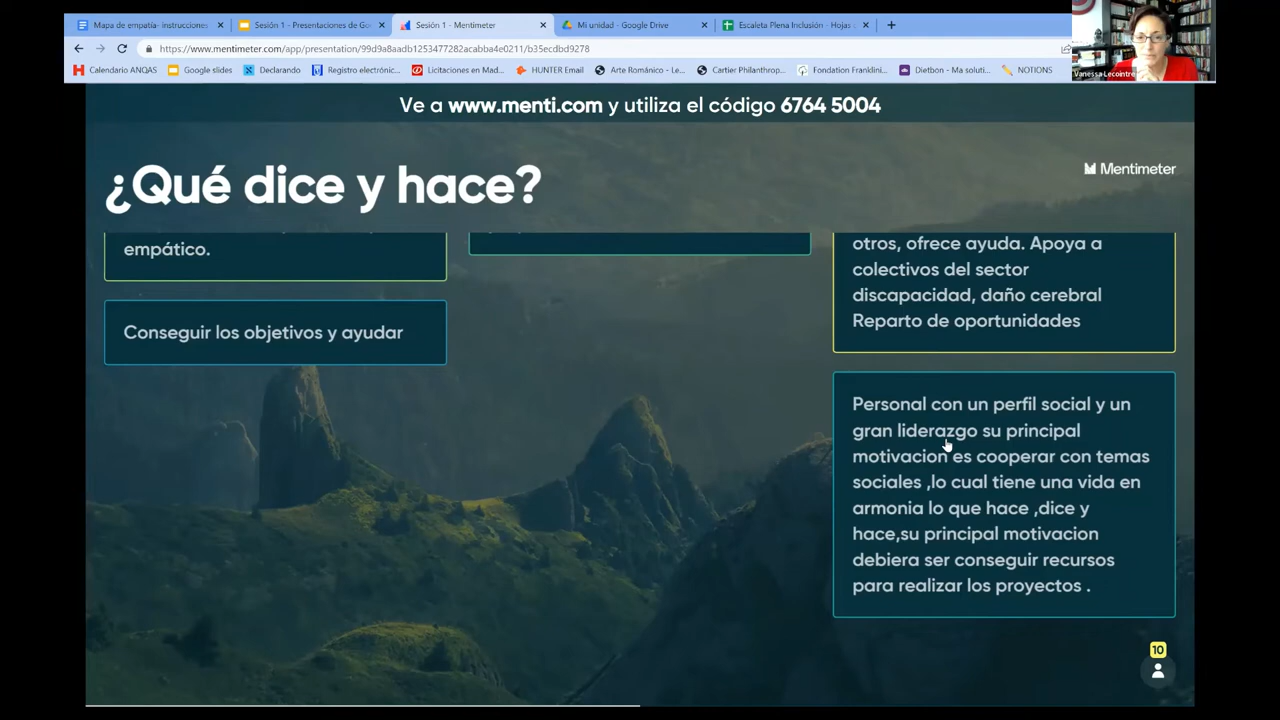 Mapa de empatía- instrucciones
Sesión 1 - Presentaciones de Go
Sesión 1 - Mentimeter
Mi unidad - Google Drive
Escaleta Plena Inclusión - Hojas
https://www.mentimeter.com/app/presentation/99d9a8aadb1253477282acabba4e0211/b35ecdbd9278
Calendario ANQAS
Google slides
Declarando
Registro electrónic...
Licitaciones en Mad...
HUNTER Email
Arte Románico - Le...
Cartier Philanthrop...
Fondation Franklini...
Dietbon - Ma soluti...
NOTIONS
Vanessa Lecointre
Ve a www.menti.com y utiliza el código 6764 5004
¿Qué dice y hace?
Mentimeter
empático.
Conseguir los objetivos y ayudar
otros, ofrece ayuda. Apoya a
colectivos del sector
discapacidad, daño cerebral
Reparto de oportunidades
Personal con un perfil social y un
gran liderazgo su principal
motivacion es cooperar con temas
sociales ,lo cual tiene una vida en
armonia lo que hace ,dice y
hace,su principal motivacion
debiera ser conseguir recursos
para realizar los proyectos .
10